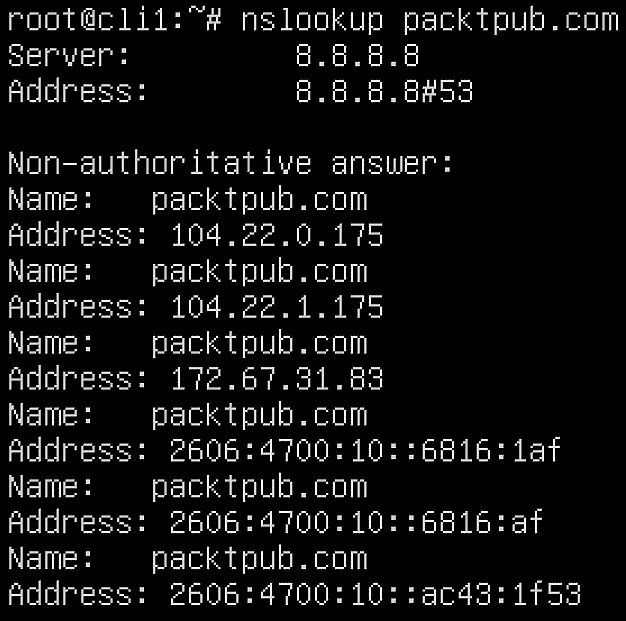 root@cli1:~# nslookup packtpub.com
Server: 8.8.8.8
Address: 8.8.8.8#53
Non-authoritative answer:
Name: packtpub.com
Address: 104.22.0.175
Name: packtpub.com
Address: 104.22.1.175
Name: packtpub.com
Address: 172.67.31.83
Name: packtpub.com
Address: 2606:4700:10::6816:1af
Name: packtpub.com
Address: 2606:4700:10::6816:af
Name: packtpub.com
Address: 2606:4700:10::ac43:1f53